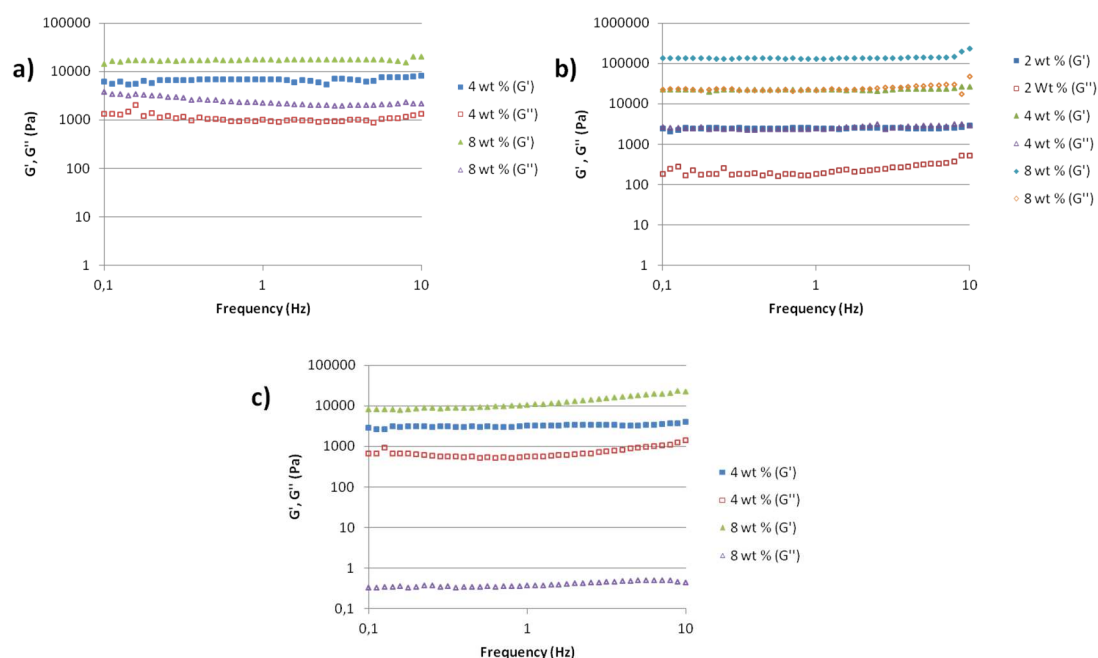 a)
G', G'' (Pa)
100000
10000
1000
100
10
1
0,1
1
10
Frequency (Hz)
4 wt % (G')
4 wt % (G'')
8 wt % (G')
8 wt % (G'')
b)
G', G'' (Pa)
1000000
100000
10000
1000
100
10
1
0,1
1
10
Frequency (Hz)
2 wt % (G')
2 Wt % (G'')
4 wt % (G')
4 wt % (G'')
8 wt % (G')
8 wt % (G'')
c)
G', G'' (Pa)
100000
10000
1000
100
10
1
0,1
0,1
1
10
Frequency (Hz)
4 wt % (G')
4 wt % (G'')
8 wt % (G')
8 wt % (G'')